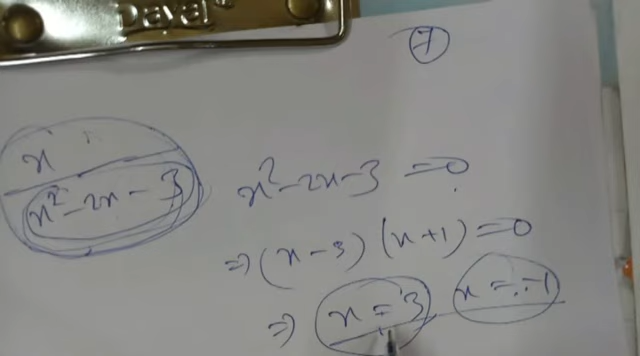 Dayal
7
x
x² - 2x - 3
x² - 2x - 3 = 0
⇒ (x - 3) (x + 1) = 0
⇒ x = 3 x = -1